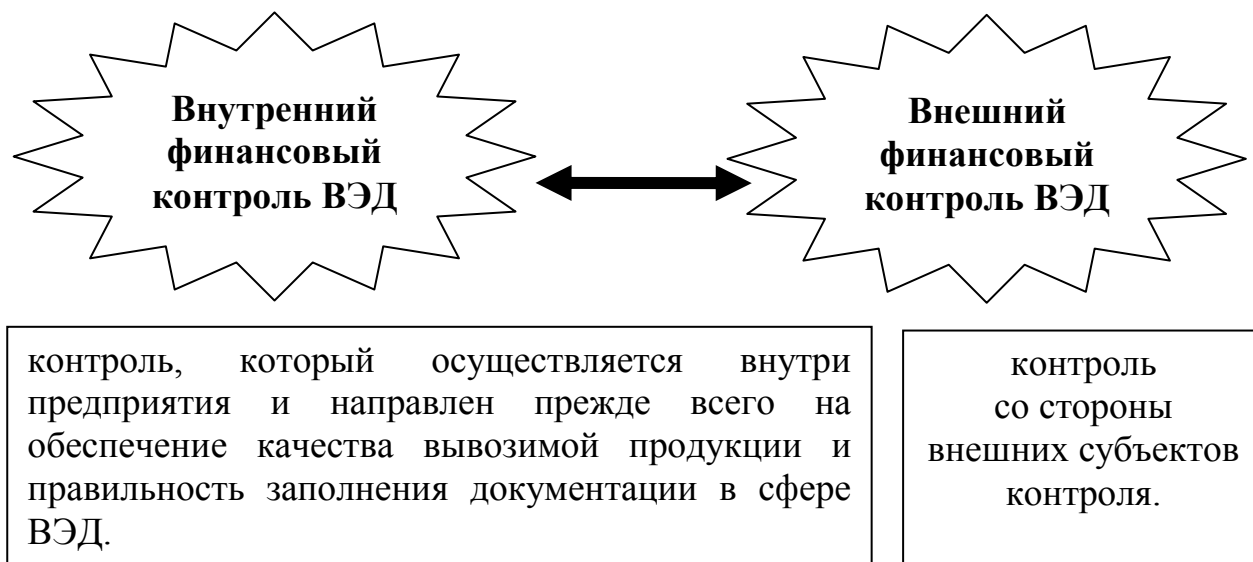 Внутренний
финансовый
контроль ВЭД
Внешний
финансовый
контроль ВЭД
контроль, который осуществляется внутри
предприятия и направлен прежде всего на
обеспечение качества вывозимой продукции и
правильность заполнения документации в сфере
ВЭД.
контроль
со стороны
внешних субъектов
контроля.